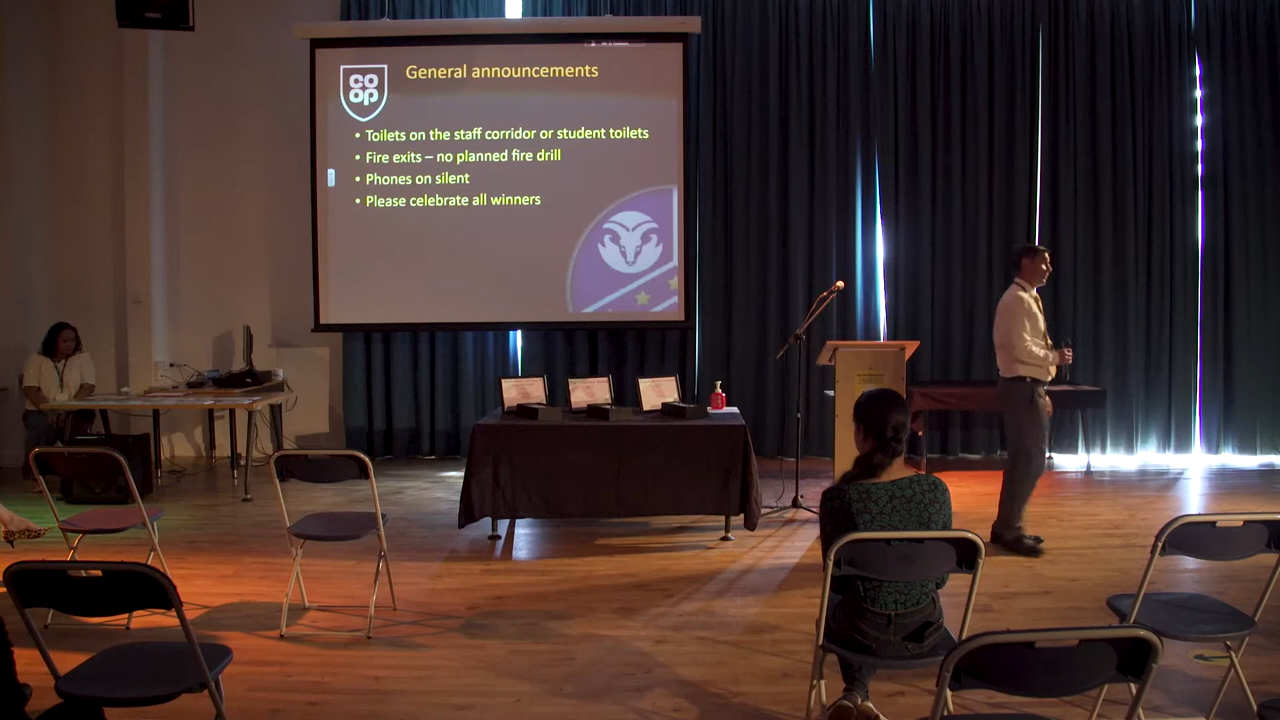 CO
OP
General announcements
• Toilets on the staff corridor or student toilets
• Fire exits – no planned fire drill
• Phones on silent
• Please celebrate all winners